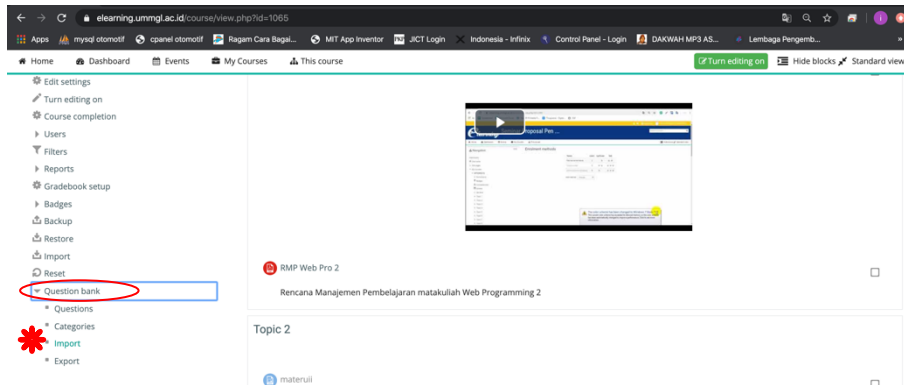 elearning.ummgl.ac.id/course/view.php?id=1065
Apps mysql otomotif cpanel otomotif Ragam Cara Bagai... MIT App Inventor JICT Login Indonesia - Infinix Control Panel - Login DAKWAH MP3 AS... Lembaga Pengemb... »
Home Dashboard Events My Courses This course Turn editing on Hide blocks Standard view
Edit settings
Turn editing on
Course completion
Users
Filters
Reports
Gradebook setup
Badges
Backup
Restore
Import
Reset
Question bank
Questions
Categories
Import
Export
Proposal Pen ...
Enrolment methods
RMP Web Pro 2
Rencana Manajemen Pembelajaran matakuliah Web Programming 2
Topic 2
materuii